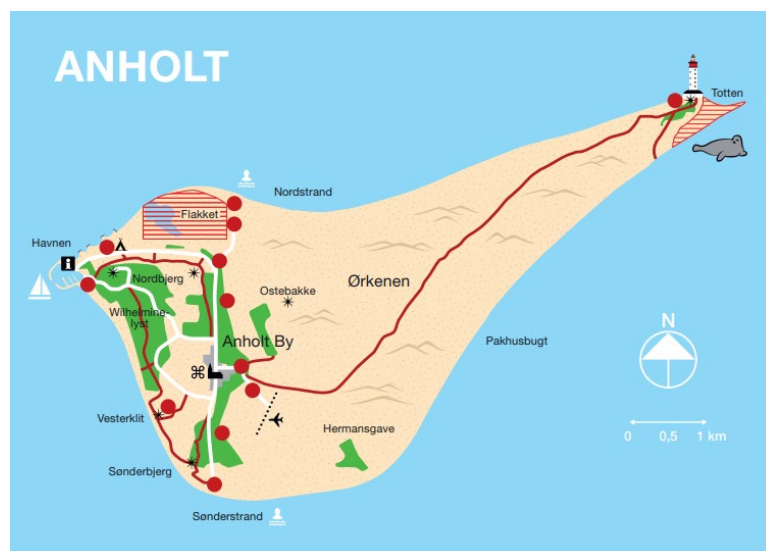 ANHOLT
Totten
Nordstrand
Flakket
Havnen
i
Nordbjerg
Ostebakke
Ørkenen
Wilhelmine-
lyst
Anholt By
Pakhusbugt
N
Vesterklit
Hermansgave
0 0,5 1 km
Sønderbjerg
Sønderstrand